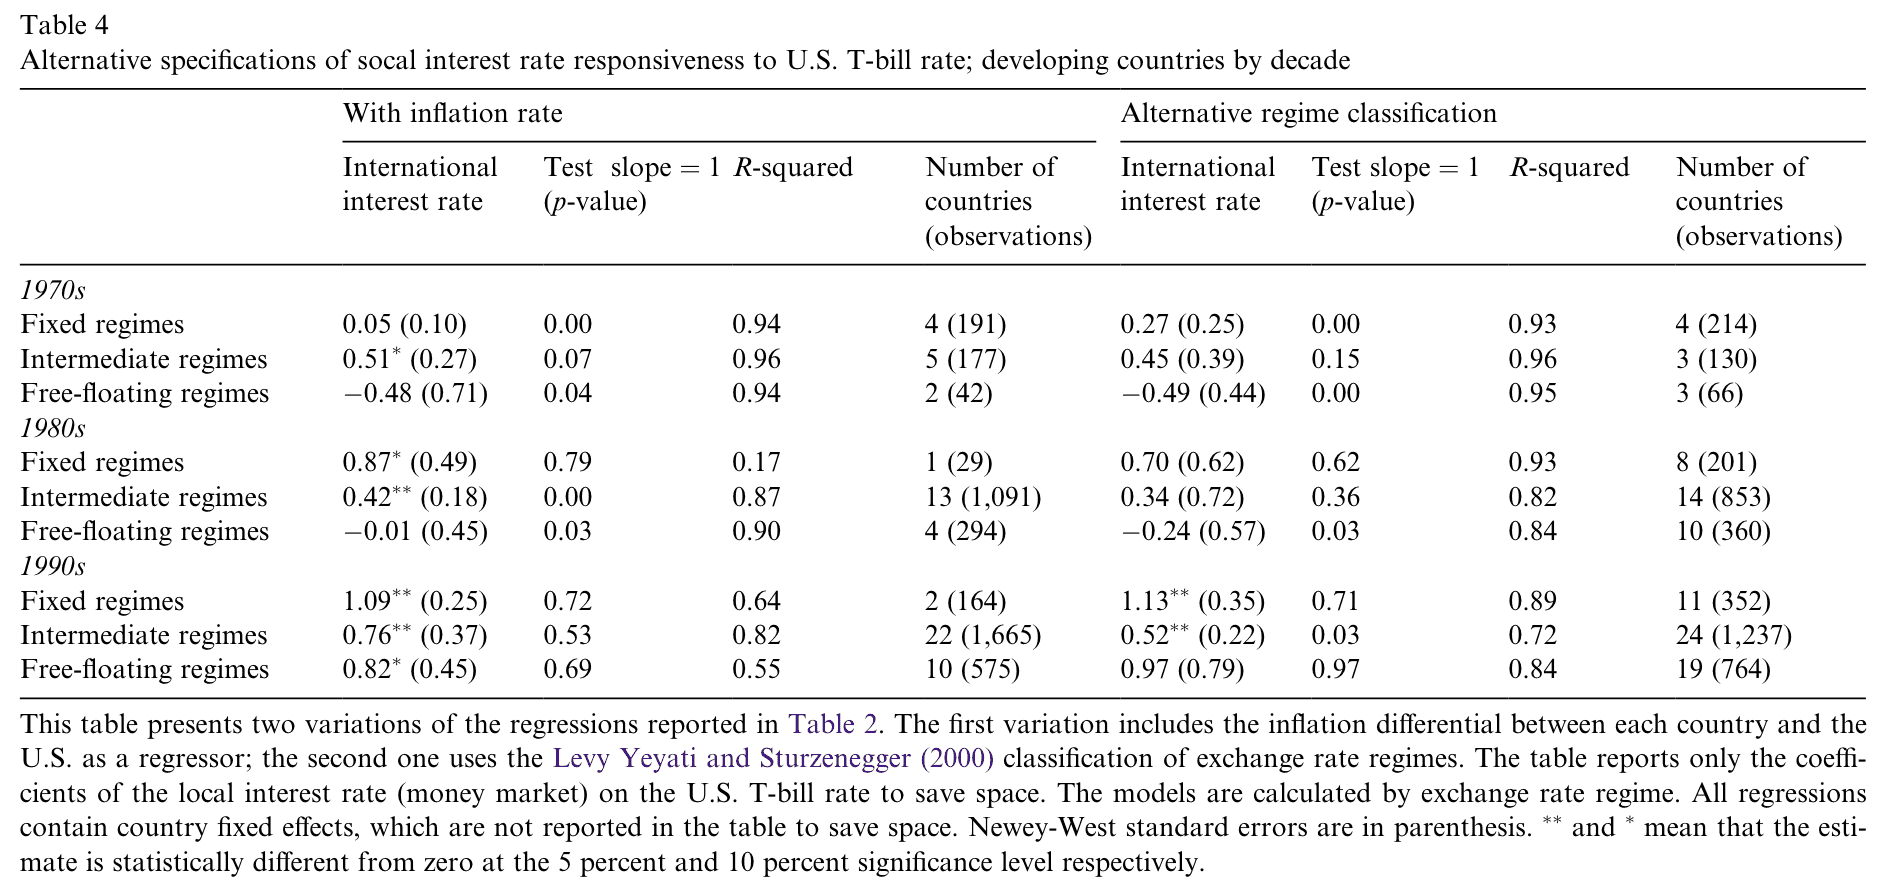 Table 4
Alternative specifications of socal interest rate responsiveness to U.S. T-bill rate; developing countries by decade
With inflation rate Alternative regime classification
International interest rate Test slope = 1 (p-value) R-squared Number of countries (observations) International interest rate Test slope = 1 (p-value) R-squared Number of countries (observations)
1970s
Fixed regimes 0.05 (0.10) 0.00 0.94 4 (191) 0.27 (0.25) 0.00 0.93 4 (214)
Intermediate regimes 0.51* (0.27) 0.07 0.96 5 (177) 0.45 (0.39) 0.15 0.96 3 (130)
Free-floating regimes −0.48 (0.71) 0.04 0.94 2 (42) −0.49 (0.44) 0.00 0.95 3 (66)
1980s
Fixed regimes 0.87* (0.49) 0.79 0.17 1 (29) 0.70 (0.62) 0.62 0.93 8 (201)
Intermediate regimes 0.42** (0.18) 0.00 0.87 13 (1,091) 0.34 (0.72) 0.36 0.82 14 (853)
Free-floating regimes −0.01 (0.45) 0.03 0.90 4 (294) −0.24 (0.57) 0.03 0.84 10 (360)
1990s
Fixed regimes 1.09** (0.25) 0.72 0.64 2 (164) 1.13** (0.35) 0.71 0.89 11 (352)
Intermediate regimes 0.76** (0.37) 0.53 0.82 22 (1,665) 0.52** (0.22) 0.03 0.72 24 (1,237)
Free-floating regimes 0.82* (0.45) 0.69 0.55 10 (575) 0.97 (0.79) 0.97 0.84 19 (764)
This table presents two variations of the regressions reported in Table 2. The first variation includes the inflation differential between each country and the
U.S. as a regressor; the second one uses the Levy Yeyati and Sturzenegger (2000) classification of exchange rate regimes. The table reports only the coeffi-
cients of the local interest rate (money market) on the U.S. T-bill rate to save space. The models are calculated by exchange rate regime. All regressions
contain country fixed effects, which are not reported in the table to save space. Newey-West standard errors are in parenthesis. ** and * mean that the esti-
mate is statistically different from zero at the 5 percent and 10 percent significance level respectively.